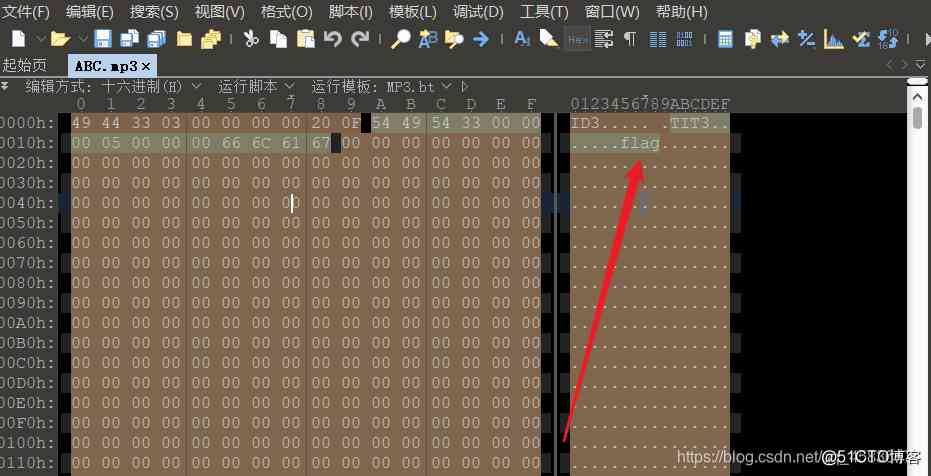 文件(F) 编辑(E) 搜索(S) 视图(V) 格式(O) 脚本(I) 模板(L) 调试(D) 工具(T) 窗口(W) 帮助(H)
Hex
起始页 ABC.mp3 ×
编辑方式: 十六进制(H) 运行脚本 运行模板: MP3.bt
0 1 2 3 4 5 6 7 8 9 A B C D E F 0123456789ABCDEF
0000h: 49 44 33 03 00 00 00 00 20 0F 54 49 54 33 00 00 ID3..... .TIT3..
0010h: 00 05 00 00 00 66 6C 61 67 00 00 00 00 00 00 00 .....flag.......
0020h: 00 00 00 00 00 00 00 00 00 00 00 00 00 00 00 00 ................
0030h: 00 00 00 00 00 00 00 00 00 00 00 00 00 00 00 00 ................
0040h: 00 00 00 00 00 00 00 00 00 00 00 00 00 00 00 00 ................
0050h: 00 00 00 00 00 00 00 00 00 00 00 00 00 00 00 00 ................
0060h: 00 00 00 00 00 00 00 00 00 00 00 00 00 00 00 00 ................
0070h: 00 00 00 00 00 00 00 00 00 00 00 00 00 00 00 00 ................
0080h: 00 00 00 00 00 00 00 00 00 00 00 00 00 00 00 00 ................
0090h: 00 00 00 00 00 00 00 00 00 00 00 00 00 00 00 00 ................
00A0h: 00 00 00 00 00 00 00 00 00 00 00 00 00 00 00 00 ................
00B0h: 00 00 00 00 00 00 00 00 00 00 00 00 00 00 00 00 ................
00C0h: 00 00 00 00 00 00 00 00 00 00 00 00 00 00 00 00 ................
00D0h: 00 00 00 00 00 00 00 00 00 00 00 00 00 00 00 00 ................
00E0h: 00 00 00 00 00 00 00 00 00 00 00 00 00 00 00 00 ................
00F0h: 00 00 00 00 00 00 00 00 00 00 00 00 00 00 00 00 ................
0100h: 00 00 00 00 00 00 00 00 00 00 00 00 00 00 00 00 ................
0110h: 00 00 00 00 00 00 00 00 00 00 00 00 00 00 00 00 ................
https://blog.csdn.net/
@51CTO博客